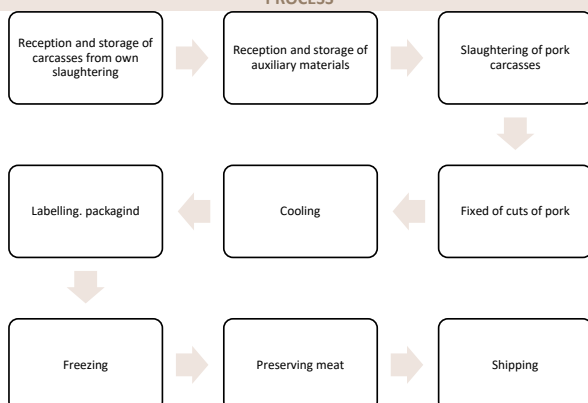 PROCESS
Reception and storage of
carcasses from own
slaughtering
Reception and storage of
auxiliary materials
Slaughtering of pork
carcasses
Fixed of cuts of pork
Cooling
Labelling. packagind
Freezing
Preserving meat
Shipping